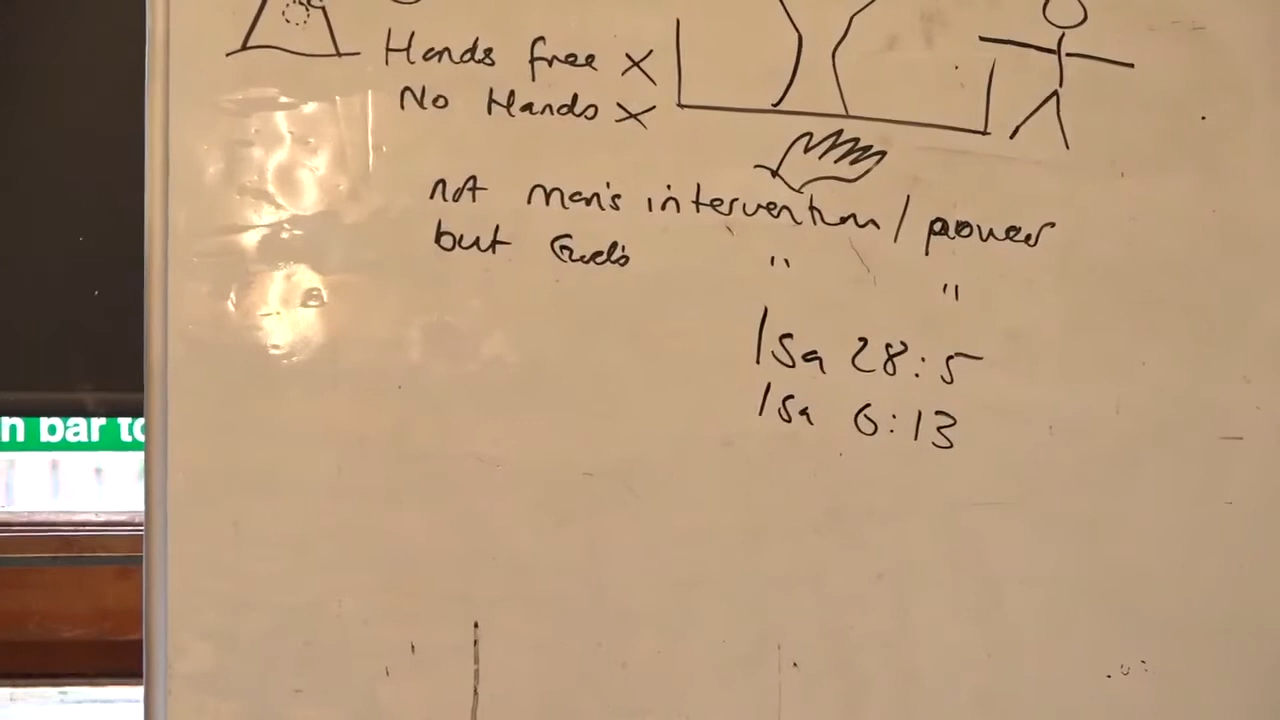 Hands free ×
No Hands ×
not man's intervention / power
but God's " "
Isa 28:5
Isa 6:13
n bar to